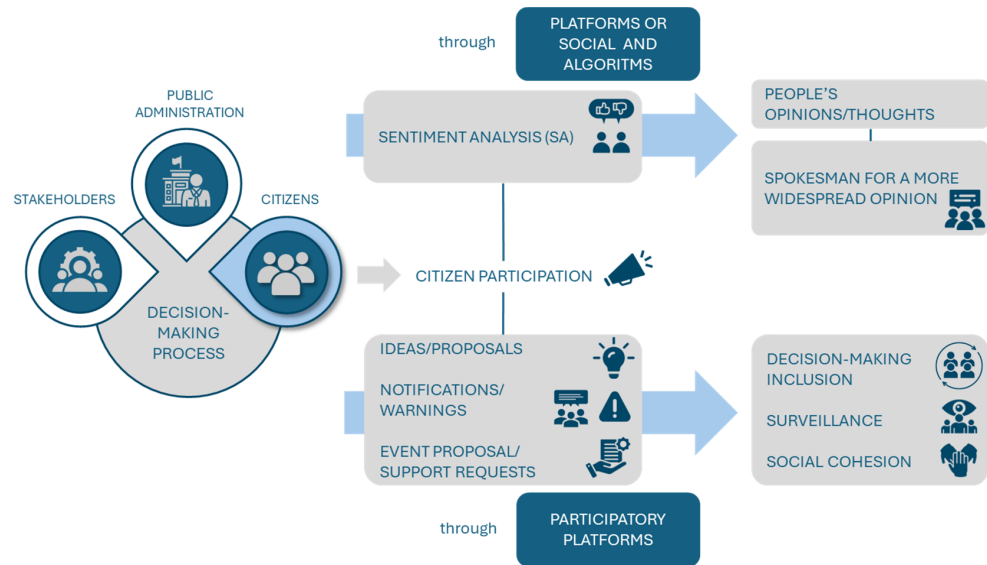 through
PLATFORMS OR
SOCIAL AND
ALGORITMS
PUBLIC
ADMINISTRATION
STAKEHOLDERS
CITIZENS
DECISION-
MAKING
PROCESS
SENTIMENT ANALYSIS (SA)
PEOPLE'S
OPINIONS/THOUGHTS
SPOKESMAN FOR A MORE
WIDESPREAD OPINION
CITIZEN PARTICIPATION
IDEAS/PROPOSALS
NOTIFICATIONS/
WARNINGS
EVENT PROPOSAL/
SUPPORT REQUESTS
DECISION-MAKING
INCLUSION
SURVEILLANCE
SOCIAL COHESION
through
PARTICIPATORY
PLATFORMS